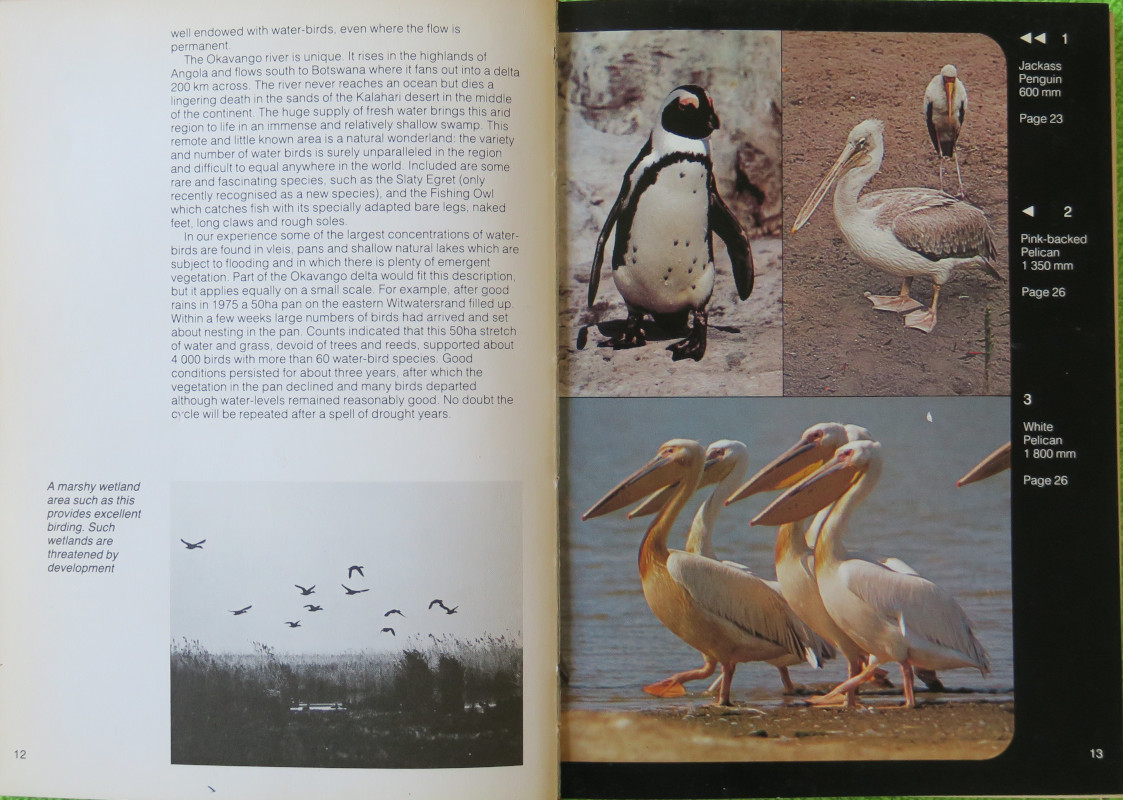 well endowed with water-birds, even where the flow is
permanent.
The Okavango river is unique. It rises in the highlands of
Angola and flows south to Botswana where it fans out into a delta
200 km across. The river never reaches an ocean but dies a
lingering death in the sands of the Kalahari desert in the middle
of the continent. The huge supply of fresh water brings this arid
region to life in an immense and relatively shallow swamp. This
remote and little known area is a natural wonderland: the variety
and number of water birds is surely unparalleled in the region
and difficult to equal anywhere in the world. Included are some
rare and fascinating species, such as the Slaty Egret (only
recently recognised as a new species), and the Fishing Owl
which catches fish with its specially adapted bare legs, naked
feet, long claws and rough soles.
In our experience some of the largest concentrations of water-
birds are found in vleis, pans and shallow natural lakes which are
subject to flooding and in which there is plenty of emergent
vegetation. Part of the Okavango delta would fit this description,
but it applies equally on a small scale. For example, after good
rains in 1975 a 50ha pan on the eastern Witwatersrand filled up.
Within a few weeks large numbers of birds had arrived and set
about nesting in the pan. Counts indicated that this 50ha stretch
of water and grass, devoid of trees and reeds, supported about
4 000 birds with more than 60 water-bird species. Good
conditions persisted for about three years, after which the
vegetation in the pan declined and many birds departed
although water-levels remained reasonably good. No doubt the
cycle will be repeated after a spell of drought years.
A marshy wetland
area such as this
provides excellent
birding. Such
wetlands are
threatened by
development
12
◀◀ 1
Jackass
Penguin
600 mm
Page 23
◀ 2
Pink-backed
Pelican
1 350 mm
Page 26
3
White
Pelican
1 800 mm
Page 26
13